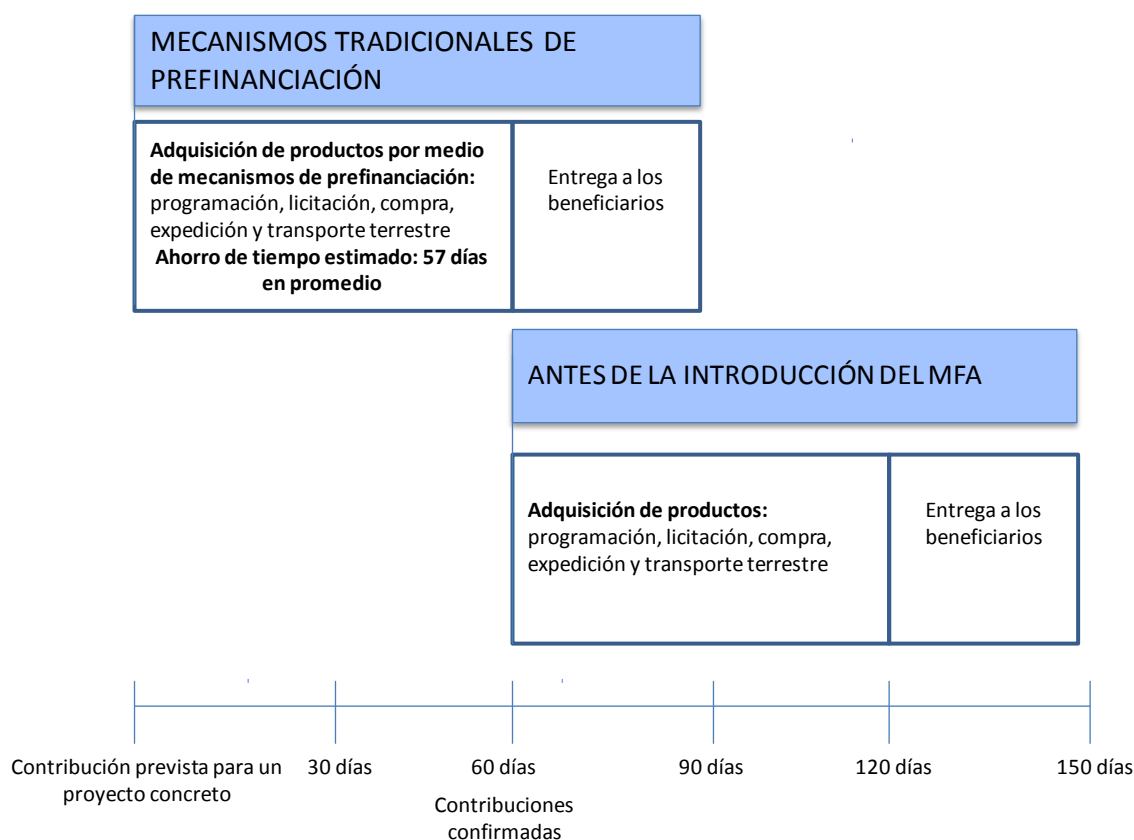 MECANISMOS TRADICIONALES DE
PREFINANCIACIÓN
Adquisición de productos por medio
de mecanismos de prefinanciación:
programación, licitación, compra,
expedición y transporte terrestre
Ahorro de tiempo estimado: 57 días
en promedio
Entrega a los
beneficiarios
ANTES DE LA INTRODUCCIÓN DEL MFA
Adquisición de productos:
programación, licitación, compra,
expedición y transporte terrestre
Entrega a los
beneficiarios
Contribución prevista para un
proyecto concreto
30 días
60 días
90 días
120 días
150 días
Contribuciones
confirmadas